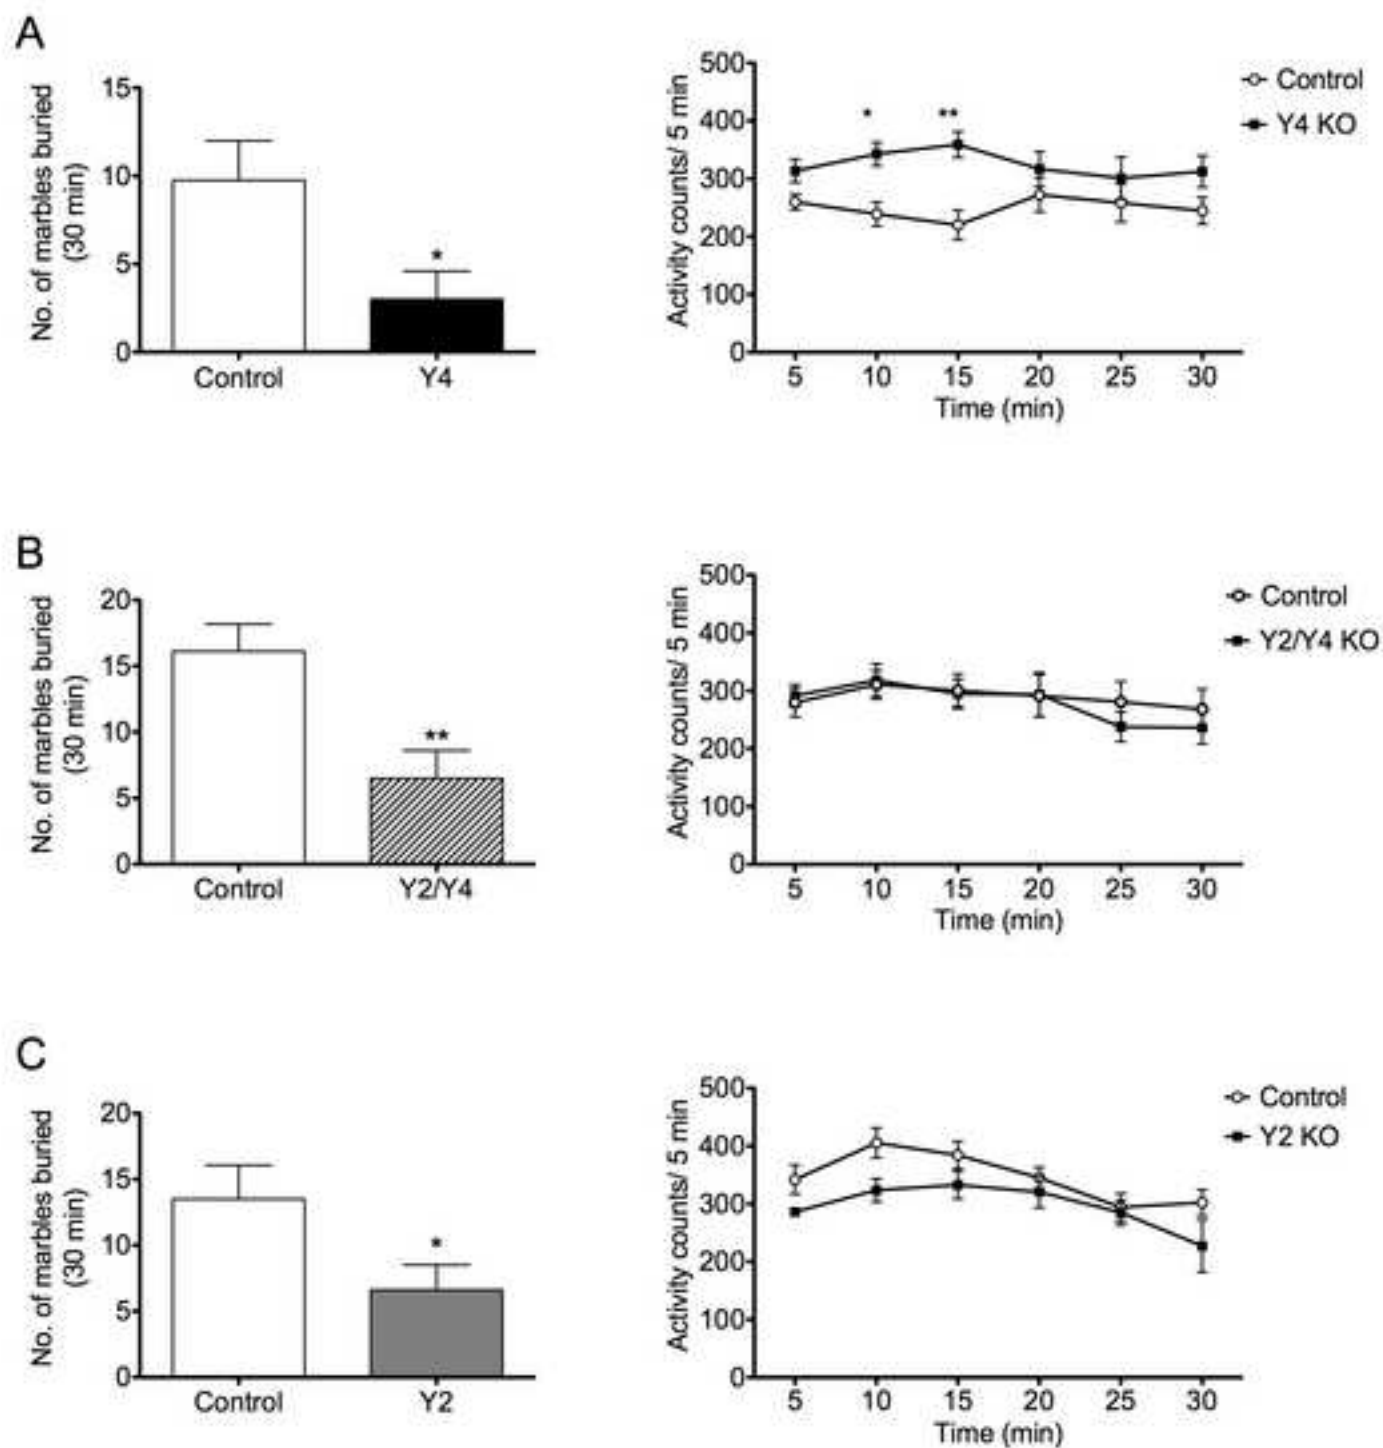 A
No. of marbles buried
(30 min)
15
10
5
0
*
Control
Y4
Activity counts/ 5 min
500
400
300
200
100
0
*
**
Control
Y4 KO
5
10
15
20
25
30
Time (min)
B
No. of marbles buried
(30 min)
20
15
10
5
0
**
Control
Y2/Y4
Activity counts/ 5 min
500
400
300
200
100
0
Control
Y2/Y4 KO
5
10
15
20
25
30
Time (min)
C
No. of marbles buried
(30 min)
20
15
10
5
0
*
Control
Y2
Activity counts/ 5 min
500
400
300
200
100
0
Control
Y2 KO
5
10
15
20
25
30
Time (min)